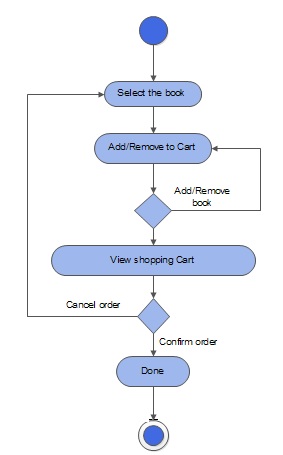 Select the book
Add/Remove to Cart
Add/Remove
book
View shopping Cart
Cancel order
Confirm order
Done